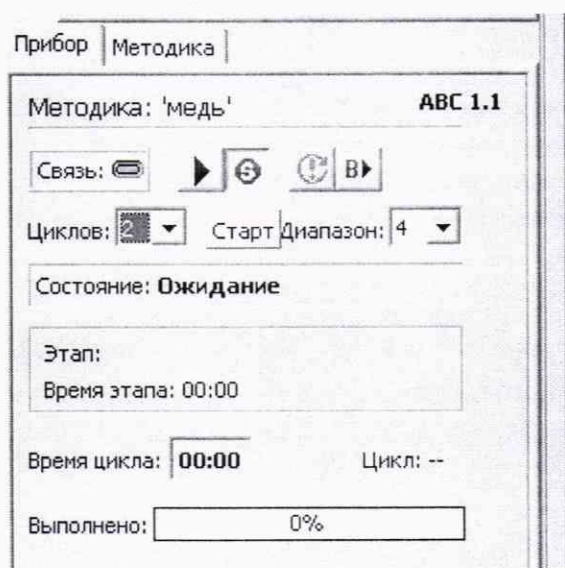 Прибор Методика
Методика: 'медь' АВС 1.1
Связь: В
Циклов: 2 Старт Диапазон: 4
Состояние: Ожидание
Этап:
Время этапа: 00:00
Время цикла: 00:00 Цикл: --
Выполнено: 0%